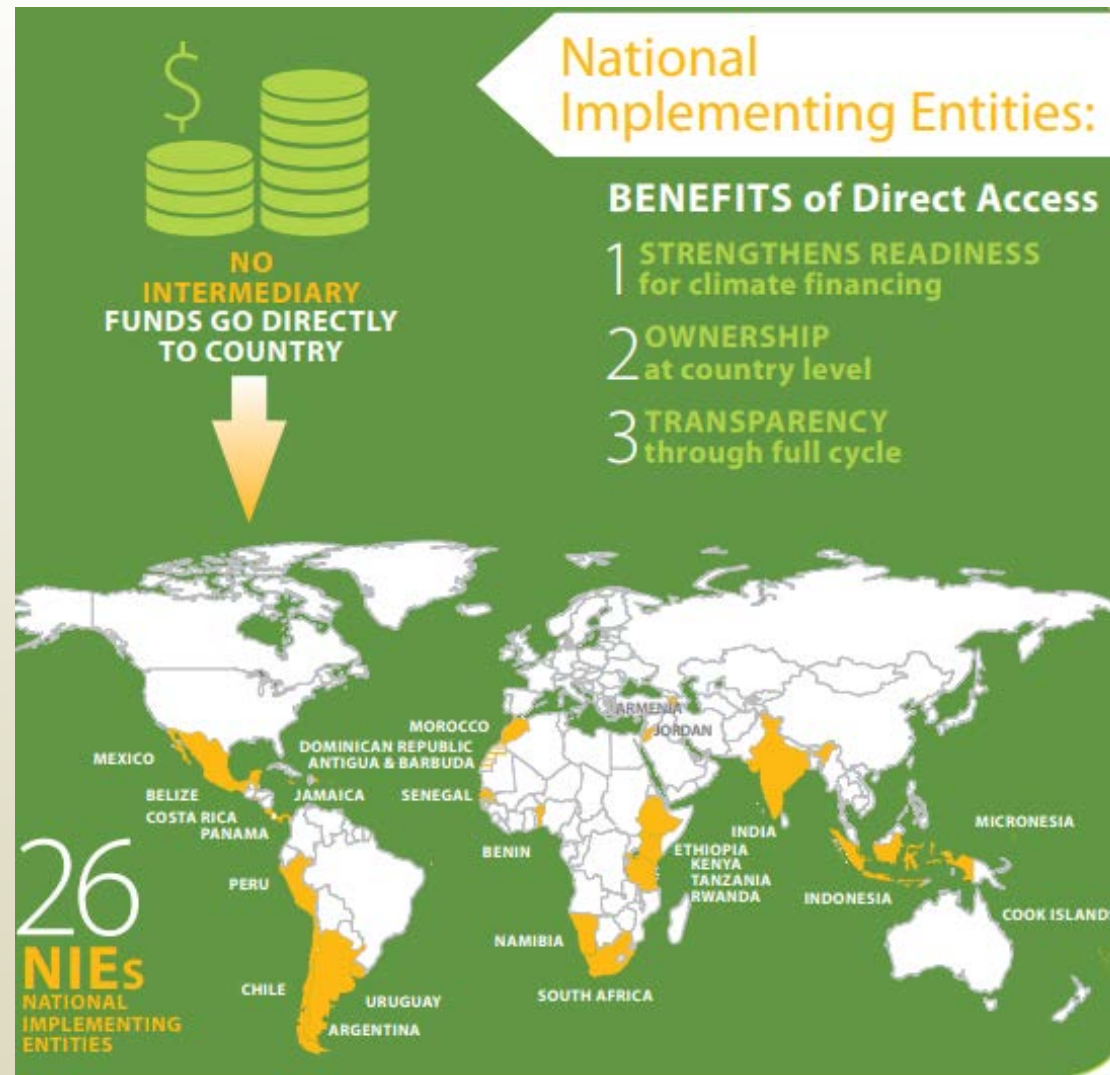 $
NO
INTERMEDIARY
FUNDS GO DIRECTLY
TO COUNTRY
National
Implementing Entities:
BENEFITS of Direct Access
1 STRENGTHENS READINESS
for climate financing
2 OWNERSHIP
at country level
3 TRANSPARENCY
through full cycle
ARMENIA
JORDAN
MOROCCO
DOMINICAN REPUBLIC
ANTIGUA & BARBUDA
MEXICO
BELIZE
JAMAICA
SENEGAL
COSTA RICA
PANAMA
BENIN
INDIA
ETHIOPIA
KENYA
TANZANIA
RWANDA
MICRONESIA
PERU
INDONESIA
COOK ISLANDS
NAMIBIA
SOUTH AFRICA
CHILE
URUGUAY
ARGENTINA
26
NIEs
NATIONAL
IMPLEMENTING
ENTITIES